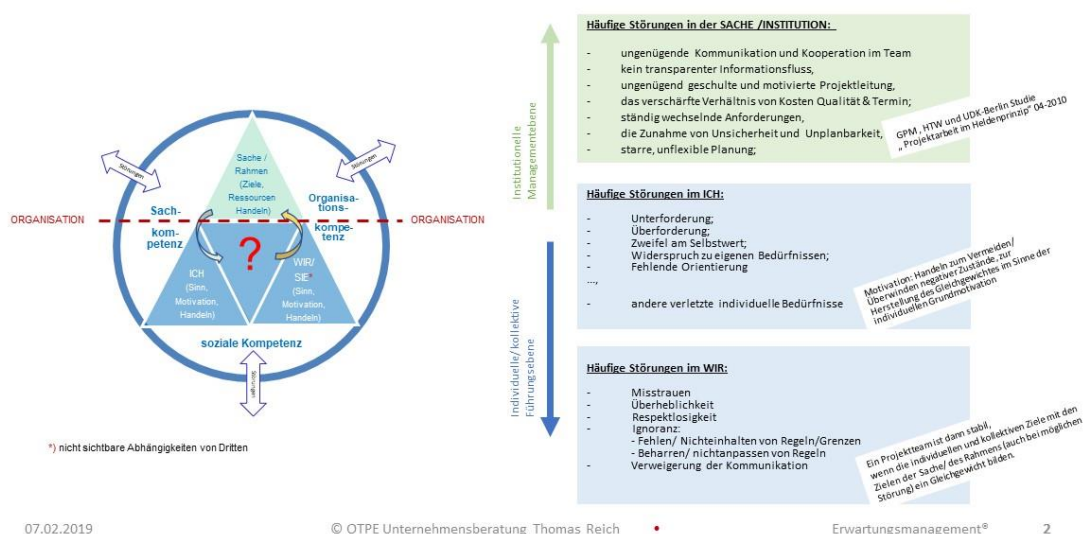 Störungen
Störungen
Sache /
Rahmen
(Ziele,
Ressourcen
Handeln)
Sach-
kom-
petenz
Organisa-
tions-
kompe-
tenz
ORGANISATION
ORGANISATION
?
ICH
(Sinn,
Motivation,
Handeln)
WIR/
SIE*
(Sinn,
Motivation,
Handeln)
soziale Kompetenz
Störungen
*) nicht sichtbare Abhängigkeiten von Dritten
Institutionelle
Managementebene
Individuelle/ kollektive
Führungsebene
Häufige Störungen in der SACHE /INSTITUTION:
- ungenügende Kommunikation und Kooperation im Team
- kein transparenter Informationsfluss,
- ungenügend geschulte und motivierte Projektleitung,
- das verschärfte Verhältnis von Kosten Qualität & Termin;
- ständig wechselnde Anforderungen,
- die Zunahme von Unsicherheit und Unplanbarkeit,
- starre, unflexible Planung;
GPM , HTW und UDK-Berlin Studie
„ Projektarbeit im Heldenprinzip" 04-2010
Häufige Störungen im ICH:
- Unterforderung;
- Überforderung;
- Zweifel am Selbstwert;
- Widerspruch zu eigenen Bedürfnissen;
- Fehlende Orientierung
...,
- andere verletzte individuelle Bedürfnisse
Motivation: Handeln zum Vermeiden/
Überwinden negativer Zustände, zur
Herstellung des Gleichgewichtes im Sinne der
individuellen Grundmotivation
Häufige Störungen im WIR:
- Misstrauen
- Überheblichkeit
- Respektlosigkeit
- Ignoranz:
- Fehlen/ Nichteinhalten von Regeln/Grenzen
- Beharren/ nichtanpassen von Regeln
- Verweigerung der Kommunikation
Ein Projektteam ist dann stabil,
wenn die individuellen und kollektiven Ziele mit den
Zielen der Sache/ des Rahmens (auch bei möglichen
Störung) ein Gleichgewicht bilden.
07.02.2019
© OTPE Unternehmensberatung Thomas Reich
•
Erwartungsmanagement®
2